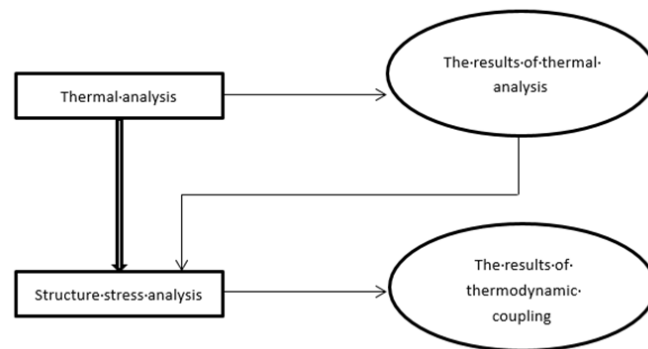 The·results·of·thermal·
analysis
Thermal·analysis
Structure·stress·analysis
The·results·of·
thermodynamic·
coupling